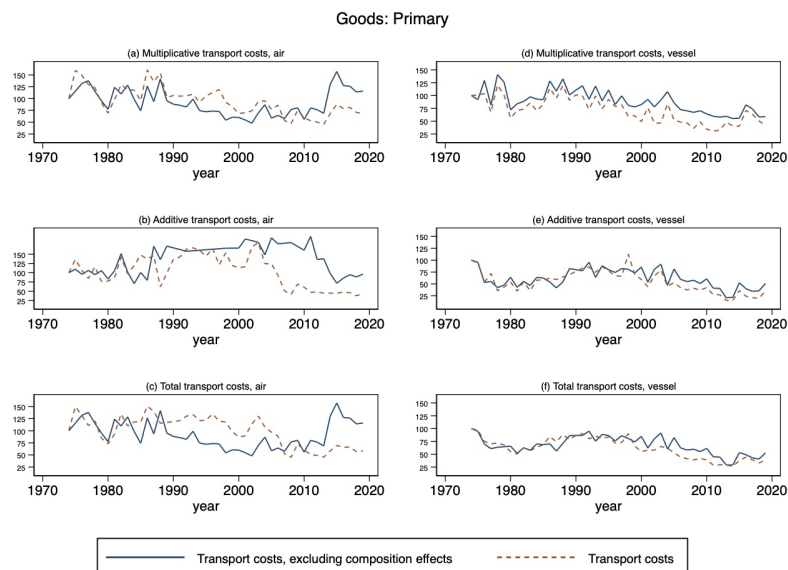 Goods: Primary
(a) Multiplicative transport costs, air
150
125
100
75
50
25
1970 1980 1990 2000 2010 2020
year
(d) Multiplicative transport costs, vessel
150
125
100
75
50
25
1970 1980 1990 2000 2010 2020
year
(b) Additive transport costs, air
150
125
100
75
50
25
1970 1980 1990 2000 2010 2020
year
(e) Additive transport costs, vessel
150
125
100
75
50
25
1970 1980 1990 2000 2010 2020
year
(c) Total transport costs, air
150
125
100
75
50
25
1970 1980 1990 2000 2010 2020
year
(f) Total transport costs, vessel
150
125
100
75
50
25
1970 1980 1990 2000 2010 2020
year
Transport costs, excluding composition effects Transport costs